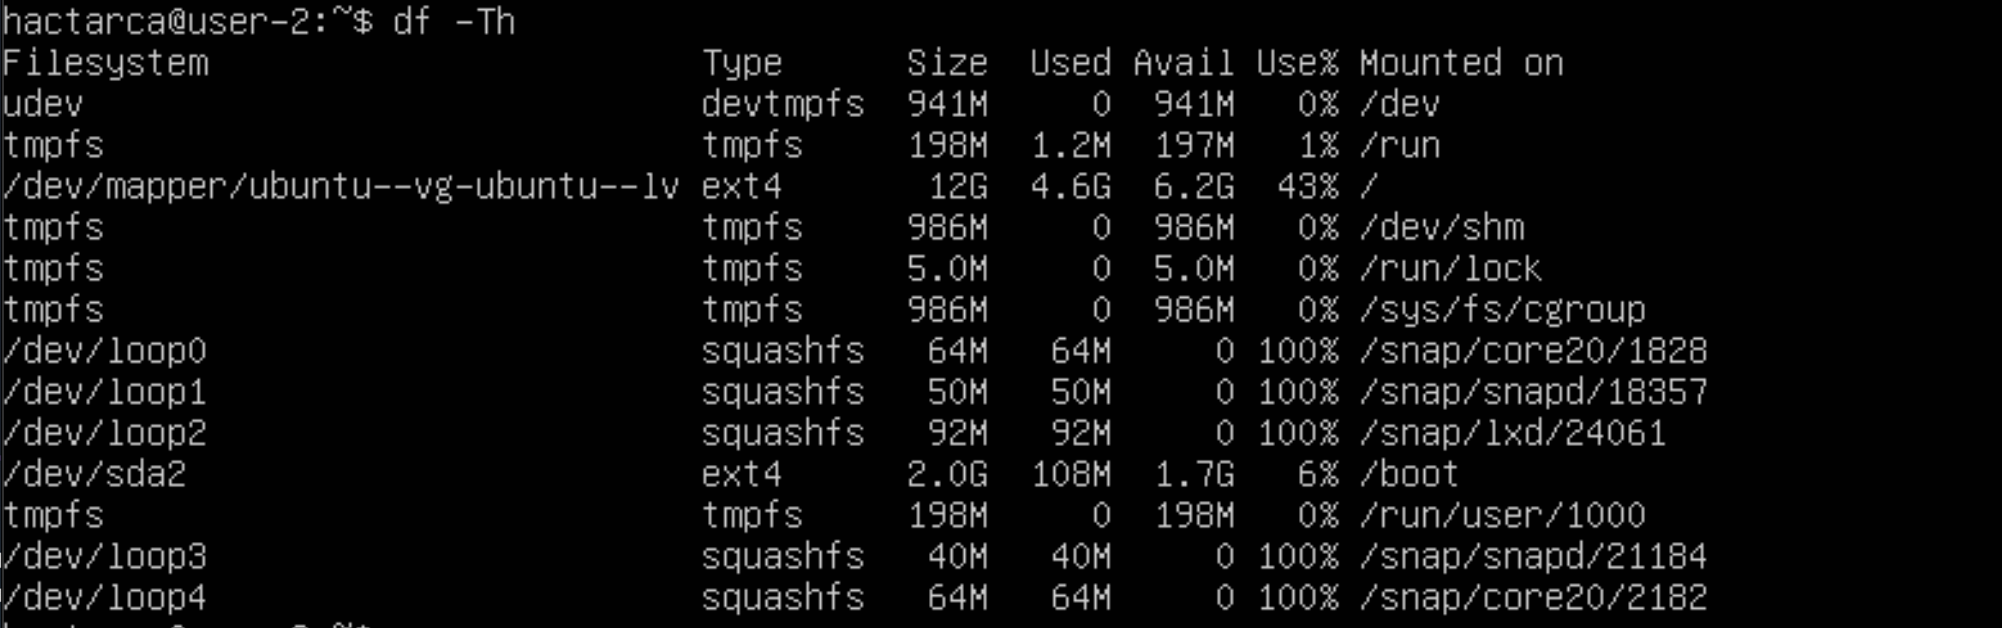 hactarca@user-2:~$ df -Th
Filesystem Type Size Used Avail Use% Mounted on
udev devtmpfs 941M 0 941M 0% /dev
tmpfs tmpfs 198M 1.2M 197M 1% /run
/dev/mapper/ubuntu--vg-ubuntu--lv ext4 12G 4.6G 6.2G 43% /
tmpfs tmpfs 986M 0 986M 0% /dev/shm
tmpfs tmpfs 5.0M 0 5.0M 0% /run/lock
tmpfs tmpfs 986M 0 986M 0% /sys/fs/cgroup
/dev/loop0 squashfs 64M 64M 0 100% /snap/core20/1828
/dev/loop1 squashfs 50M 50M 0 100% /snap/snapd/18357
/dev/loop2 squashfs 92M 92M 0 100% /snap/lxd/24061
/dev/sda2 ext4 2.0G 108M 1.7G 6% /boot
tmpfs tmpfs 198M 0 198M 0% /run/user/1000
/dev/loop3 squashfs 40M 40M 0 100% /snap/snapd/21184
/dev/loop4 squashfs 64M 64M 0 100% /snap/core20/2182